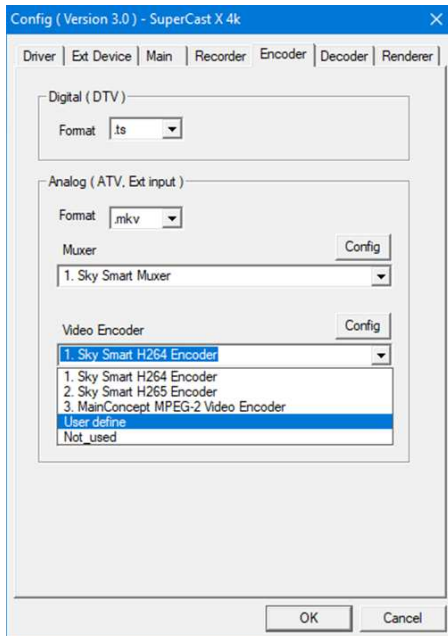 Config ( Version 3.0 ) - SuperCast X 4k
Driver Ext Device Main Recorder Encoder Decoder Renderer
Digital ( DTV )
Format .ts
Analog ( ATV, Ext input )
Format .mkv
Muxer Config
1. Sky Smart Muxer
Video Encoder Config
1. Sky Smart H264 Encoder
1. Sky Smart H264 Encoder
2. Sky Smart H265 Encoder
3. MainConcept MPEG-2 Video Encoder
User define
Not_used
OK Cancel